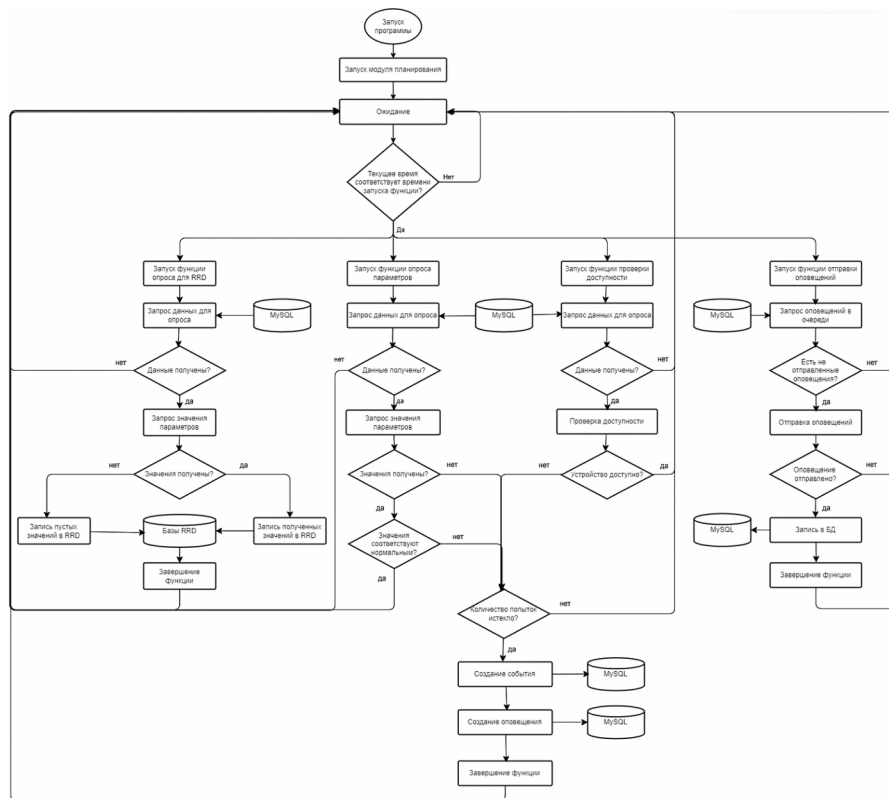 Запуск
программы
Запуск модуля планирования
Ожидание
Текущее время
соответствует времени
запуска функции?
Нет
Да
Запуск функции
опроса для RRD
Запуск функции опроса
параметров
Запуск функции проверки
доступности
Запуск функции отправки
оповещений
Запрос данных для
опроса
MySQL
Запрос данных для опроса
MySQL
Запрос данных для опроса
MySQL
Запрос оповещений в
очереди
нет
Данные получены?
нет
Данные получены?
Данные получены?
нет
Есть не
отправленные
оповещения?
нет
да
да
да
да
Запрос значения
параметров
Запрос значения
параметров
Проверка доступности
Отправка оповещений
нет
Значения получены?
да
Значения получены?
нет
нет
Устройство доступно?
да
Оповещение
отправлено?
нет
да
да
Запись пустых
значений в RRD
Базы RRD
Запись полученных
значений в RRD
Значения
соответствуют
нормальным?
нет
MySQL
Запись в БД
Завершение
функции
да
Завершение функции
Количество попыток
истекло?
нет
да
Создание события
MySQL
Создание оповещения
MySQL
Завершение функции